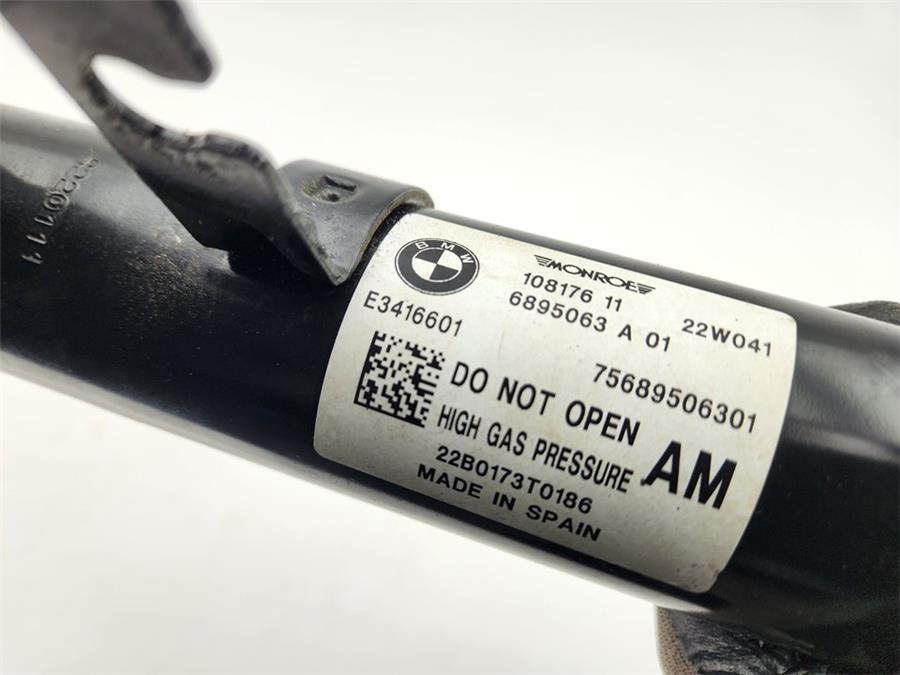 BMW
MONROE
108176 11
6895063 A 01
22W041
E3416601
75689506301
DO NOT OPEN
HIGH GAS PRESSURE
AM
22B0173T0186
MADE IN SPAIN